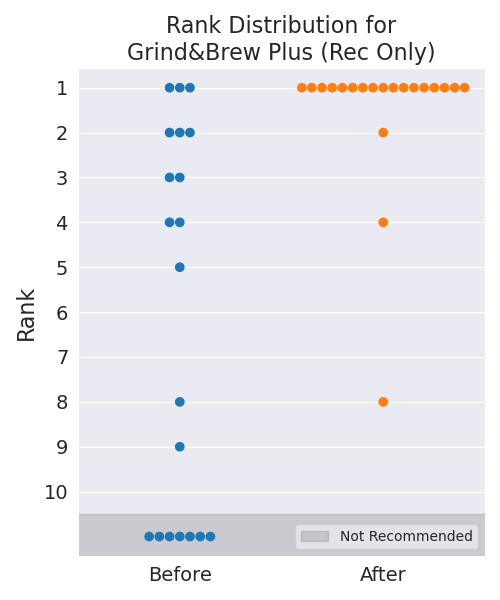 Rank Distribution for
Grind&Brew Plus (Rec Only)
Rank
1
2
3
4
5
6
7
8
9
10
Not Recommended
Before
After